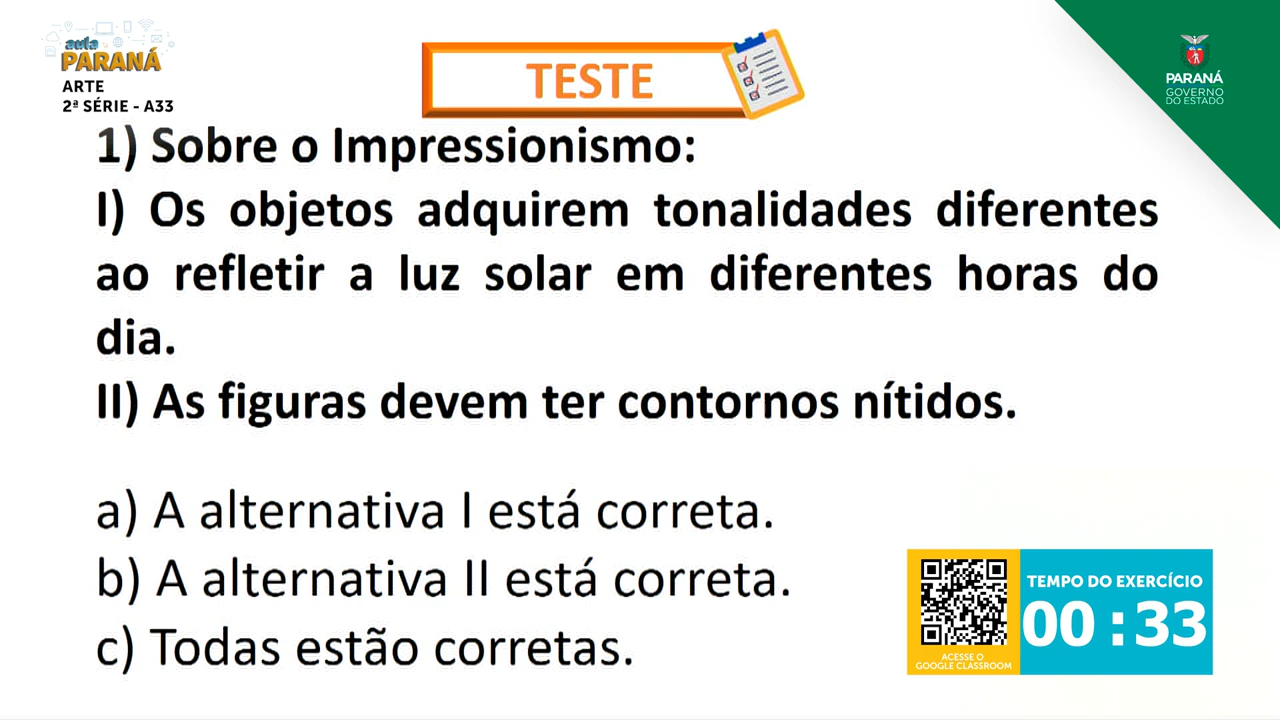 aula
PARANÁ
ARTE
2ª SÉRIE - A33
TESTE
PARANÁ
GOVERNO
DO ESTADO
1) Sobre o Impressionismo:
I) Os objetos adquirem tonalidades diferentes
ao refletir a luz solar em diferentes horas do
dia.
II) As figuras devem ter contornos nítidos.
a) A alternativa I está correta.
b) A alternativa II está correta.
c) Todas estão corretas.
TEMPO DO EXERCÍCIO
00:33
ACESSE O
GOOGLE CLASSROOM